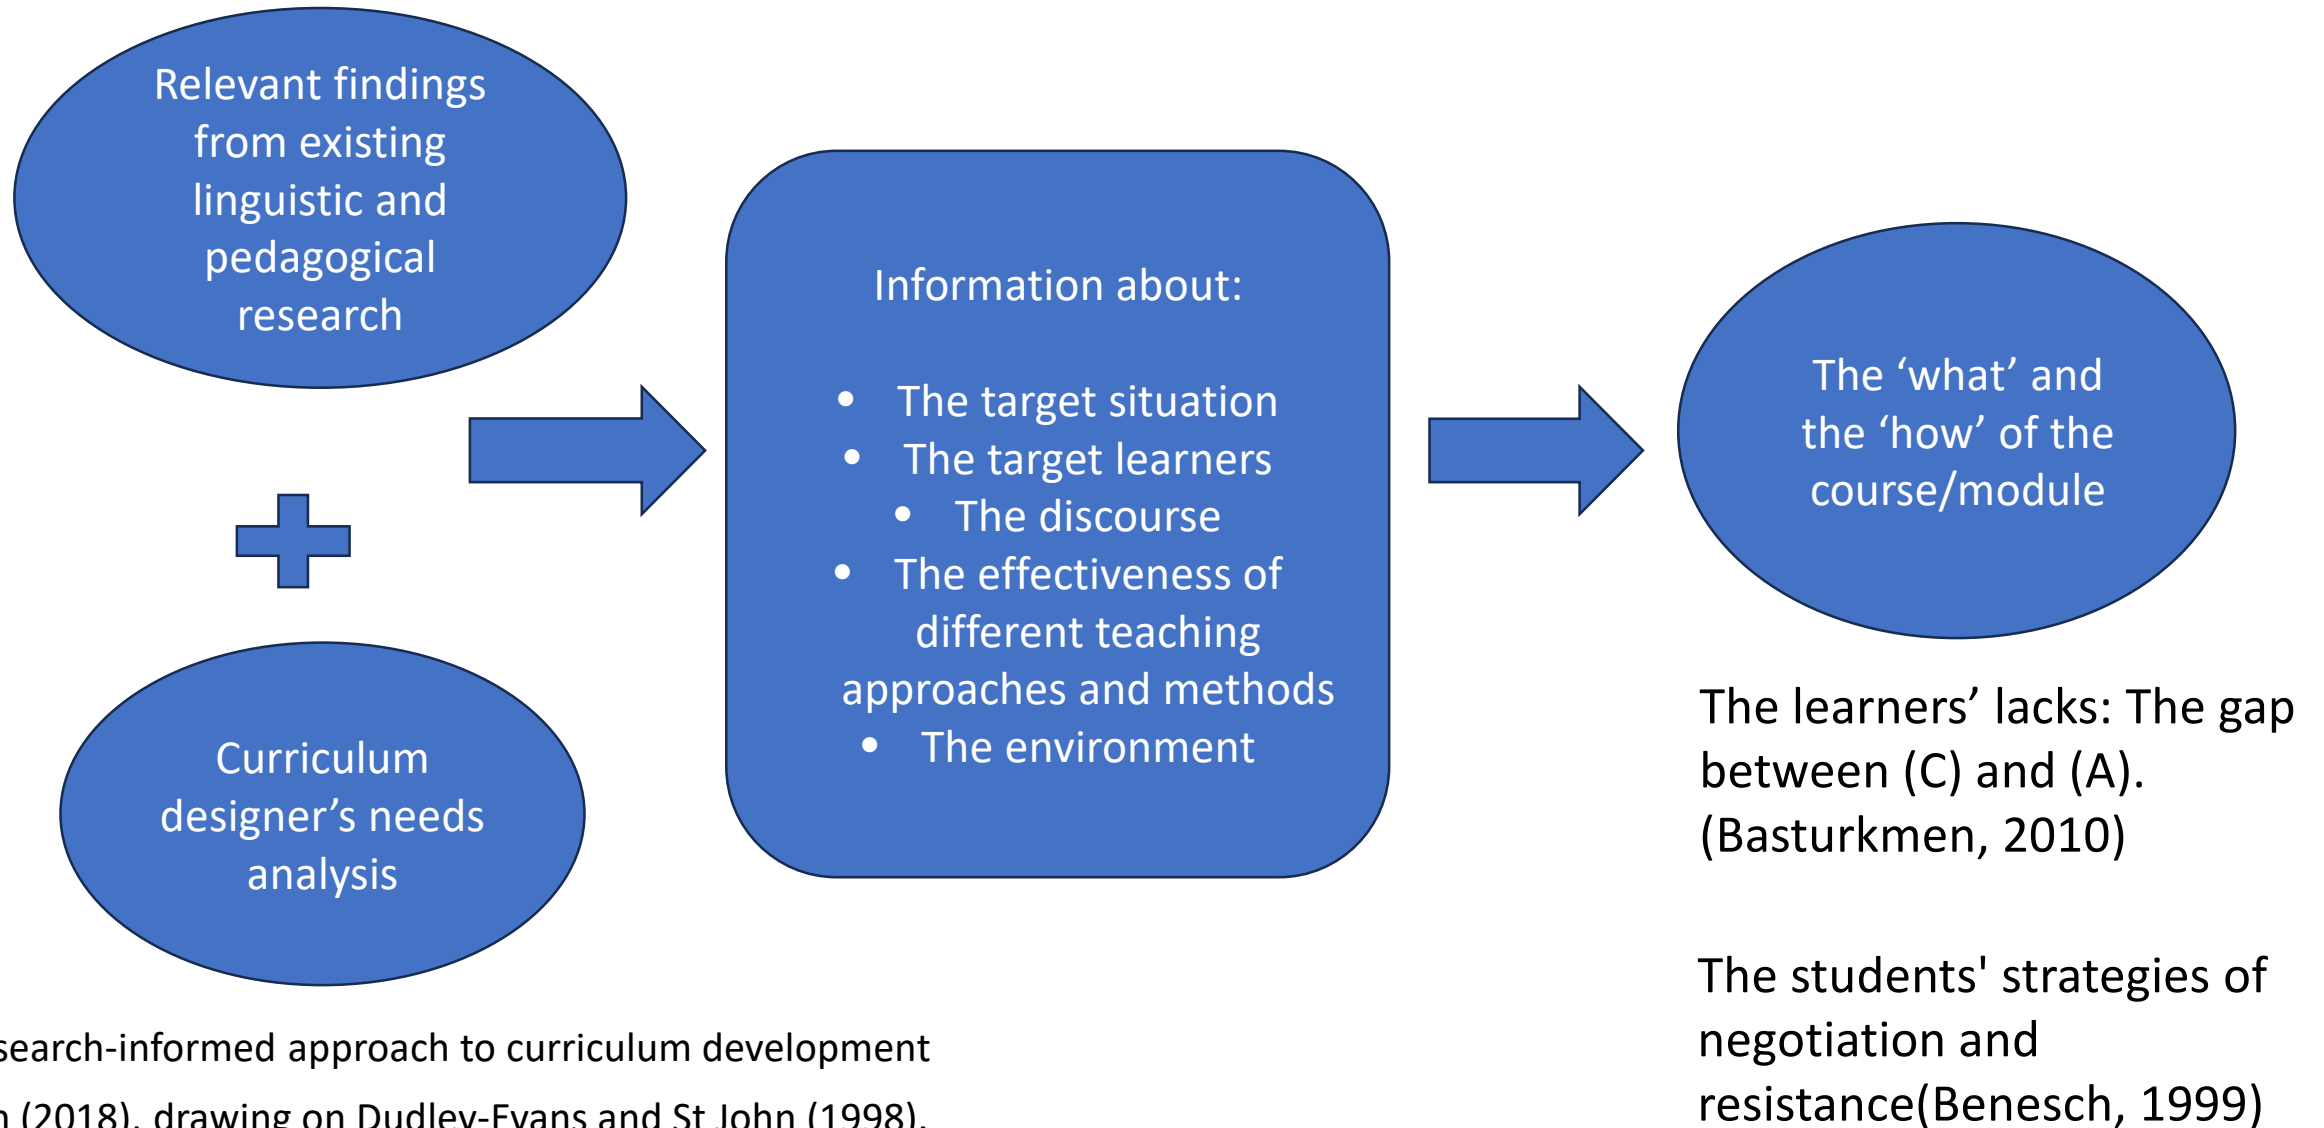 Relevant findings
from existing
linguistic and
pedagogical
research
Curriculum
designer’s needs
analysis
Information about:
• The target situation
• The target learners
• The discourse
• The effectiveness of
different teaching
approaches and methods
• The environment
The ‘what’ and
the ‘how’ of the
course/module
The learners’ lacks: The gap
between (C) and (A).
(Basturkmen, 2010)
The students' strategies of
negotiation and
resistance(Benesch, 1999)
search-informed approach to curriculum development
(2018), drawing on Dudley-Evans and St John (1998).